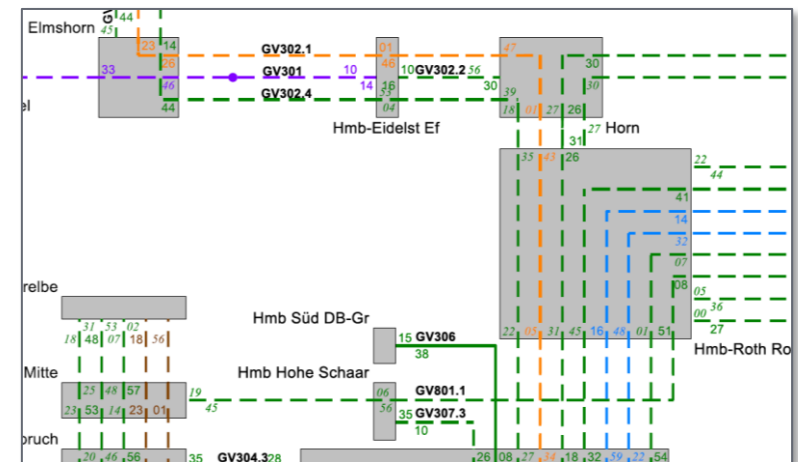 GV
44
45
Elmshorn
23 14
GV302.1
01
47
26
46
30
33
GV301
10
10 GV302.2 56
46
14
16
30
30
GV302.4
55
39
44
04
18 01 27 26
Hmb-Eidelst Ef
27 Horn
el
31
35 43 26
22
44
41
14
32
07
08
relbe
05
36
00
27
Hmb Süd DB-Gr
31 53 02
18 48 07 18 56
15 GV306
38
22 05 31 45 16 48 01 51
Hmb-Roth Ro
Mitte
Hmb Hohe Schaar
25 48 57
19
06
GV801.1
45
56
23 53 14 23 01
35 GV307.3
10
bruch
20 46 56
35 GV304.3 28
26 08 27 34 18 32 59 22 54